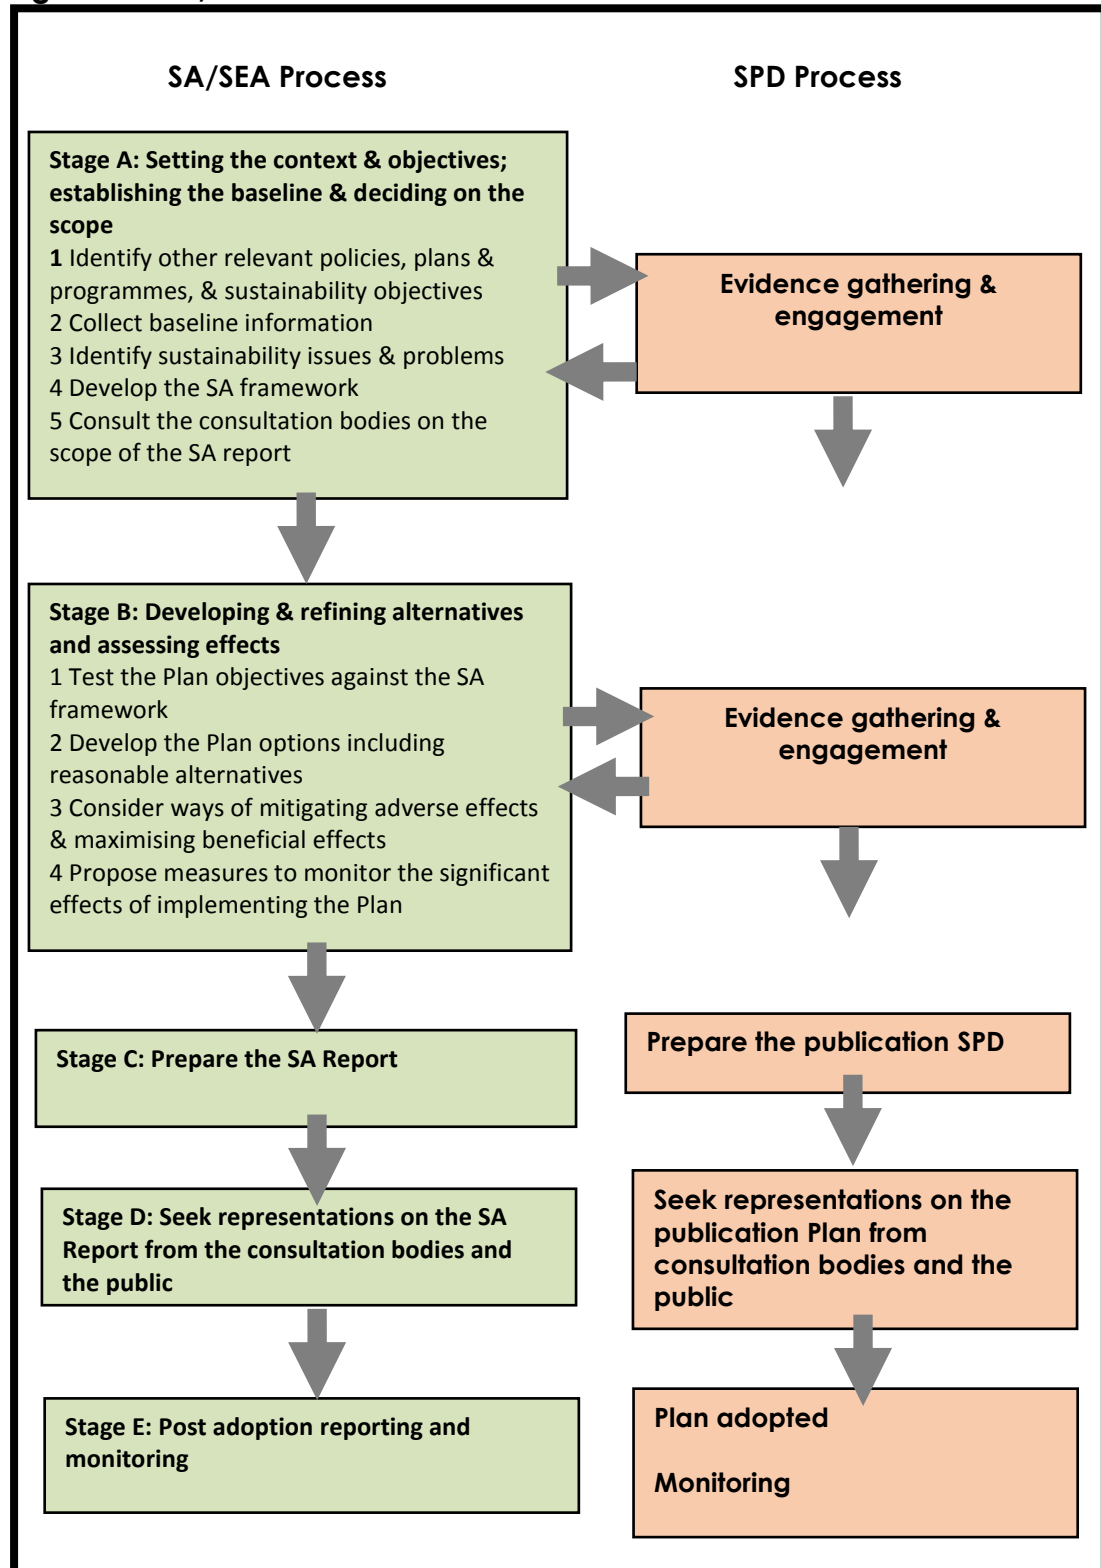 SA/SEA Process
SPD Process
Stage A: Setting the context & objectives;
establishing the baseline & deciding on the
scope
1 Identify other relevant policies, plans &
programmes, & sustainability objectives
2 Collect baseline information
3 Identify sustainability issues & problems
4 Develop the SA framework
5 Consult the consultation bodies on the
scope of the SA report
Evidence gathering &
engagement
Stage B: Developing & refining alternatives
and assessing effects
1 Test the Plan objectives against the SA
framework
2 Develop the Plan options including
reasonable alternatives
3 Consider ways of mitigating adverse effects
& maximising beneficial effects
4 Propose measures to monitor the significant
effects of implementing the Plan
Evidence gathering &
engagement
Stage C: Prepare the SA Report
Prepare the publication SPD
Stage D: Seek representations on the SA
Report from the consultation bodies and
the public
Seek representations on the
publication Plan from
consultation bodies and the
public
Stage E: Post adoption reporting and
monitoring
Plan adopted
Monitoring